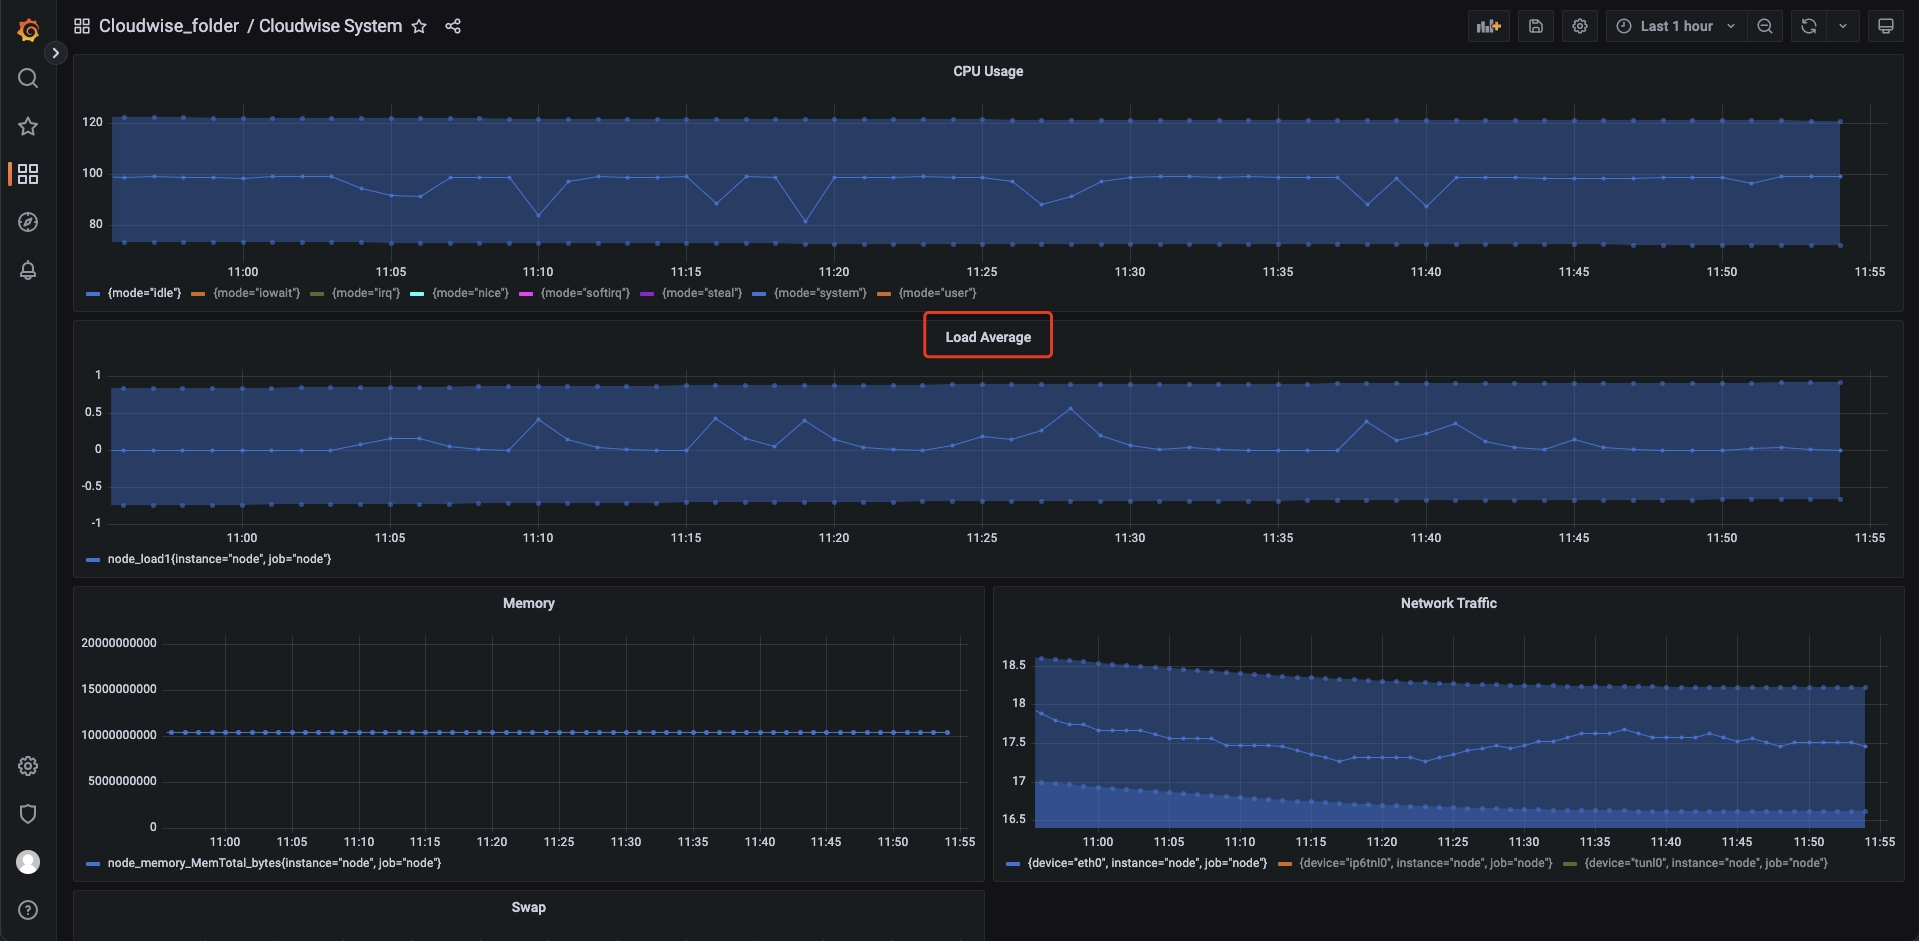 Cloudwise_folder / Cloudwise System
Last 1 hour
CPU Usage
120
100
80
11:00 11:05 11:10 11:15 11:20 11:25 11:30 11:35 11:40 11:45 11:50 11:55
{mode="idle"} {mode="iowait"} {mode="irq"} {mode="nice"} {mode="softirq"} {mode="steal"} {mode="system"} {mode="user"}
Load Average
1
0.5
0
-0.5
-1
11:00 11:05 11:10 11:15 11:20 11:25 11:30 11:35 11:40 11:45 11:50 11:55
node_load1{instance="node", job="node"}
Memory
20000000000
15000000000
10000000000
5000000000
0
11:00 11:05 11:10 11:15 11:20 11:25 11:30 11:35 11:40 11:45 11:50 11:55
node_memory_MemTotal_bytes{instance="node", job="node"}
Network Traffic
18.5
18
17.5
17
16.5
11:00 11:05 11:10 11:15 11:20 11:25 11:30 11:35 11:40 11:45 11:50 11:55
{device="eth0", instance="node", job="node"} {device="ip6tnl0", instance="node", job="node"} {device="tunl0", instance="node", job="node"}
Swap